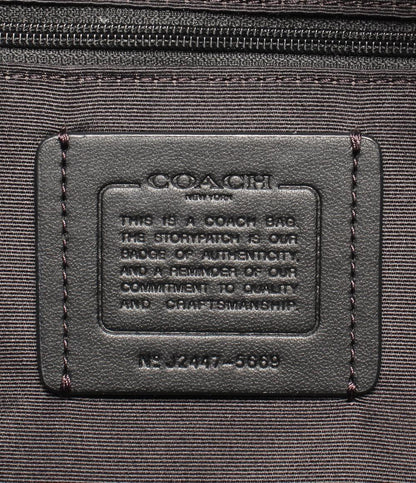 COACH
NEW YORK
THIS IS A COACH BAG.
THE STORYPATCH IS OUR
BADGE OF AUTHENTICITY,
AND A REMINDER OF OUR
COMMITMENT TO QUALITY
AND CRAFTSMANSHIP.
No. J2447-5669